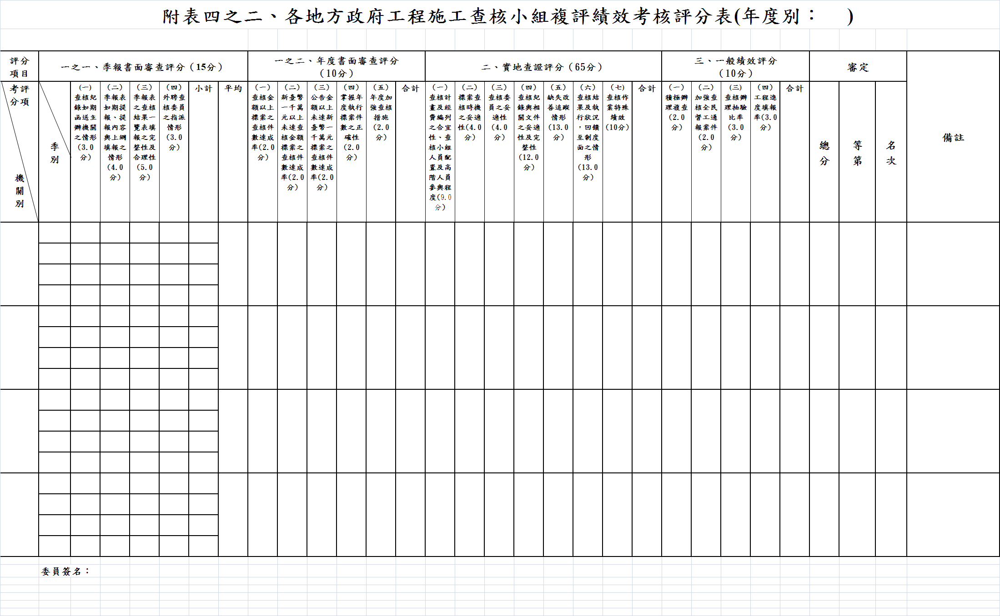 附表四之二、各地方政府工程施工查核小組複評績效考核評分表(年度別：　　)
評分
項目
一之一、季報書面審查評分（15分）
一之二、年度書面審查評分
（10分）
二、實地查證評分（65分）
三、一般績效評分
（10分）
審定
備註
考評
分項
機
關
別
季
別
(一)
查核紀
錄如期
函送主
辦機關
之情形
(3.0
分)
(二)
季報表
如期提
報、提
報內容
與上網
填報之
情形
(4.0
分)
(三)
季報表
之查核
結果一
覽表填
報之完
整性及
合理性
(5.0
分)
(四)
外聘查
核委員
之指派
情形
(3.0
分)
小計
平均
(一)
查核金
額以上
標案之
查核件
數達成
率(2.0
分)
(二)
新臺幣
一千萬
元以上
未達查
核金額
標案之
查核件
數達成
率(2.0
分)
(三)
公告金
額以上
未達新
臺幣一
千萬元
標案之
查核件
數達成
率(2.0
分)
(四)
掌握年
度執行
標案件
數之正
確性
(2.0
分)
(五)
年度加
強查核
措施
(2.0
分)
合計
(一)
查核計
畫及經
費編列
之合宜
性、查
核小組
人員配
置及高
階人員
參與程
度(9.0
分)
(二)
標案查
核時機
之妥適
性(4.0
分)
(三)
查核委
員之妥
適性
(4.0
分)
(四)
查核紀
錄與相
關文件
之妥適
性及完
整性
(12.0
分)
(五)
缺失改
善追蹤
情形
(13.0
分)
(六)
查核結
果及執
行狀況
，回饋
至制度
面之情
形
(13.0
分)
(七)
查核作
業特殊
績效
(10分)
合計
(一)
積極辦
理複查
(2.0
分)
(二)
加強查
核全民
督工通
報案件
(2.0
分)
(三)
查核辦
理抽驗
比率
(3.0
分)
(四)
工程進
度填報
率(3.0
分)
合計
總
分
等
第
名
次
委員簽名：